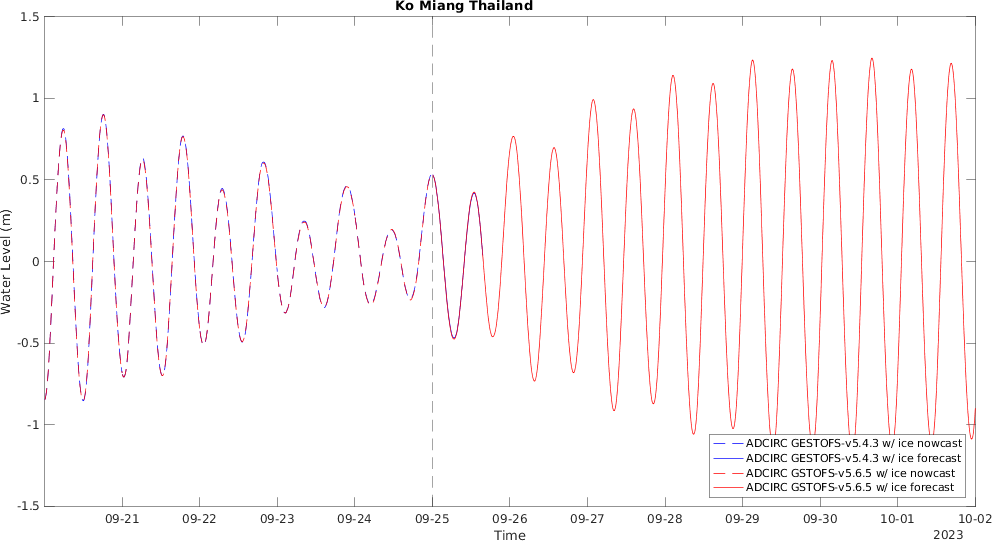 Ko Miang Thailand
1.5
1
0.5
0
-0.5
-1
-1.5
Water Level (m)
ADCIRC GESTOFS-v5.4.3 w/ ice nowcast
ADCIRC GESTOFS-v5.4.3 w/ ice forecast
ADCIRC GSTOFS-v5.6.5 w/ ice nowcast
ADCIRC GSTOFS-v5.6.5 w/ ice forecast
09-21 09-22 09-23 09-24 09-25 09-26 09-27 09-28 09-29 09-30 10-01 10-02
Time
2023